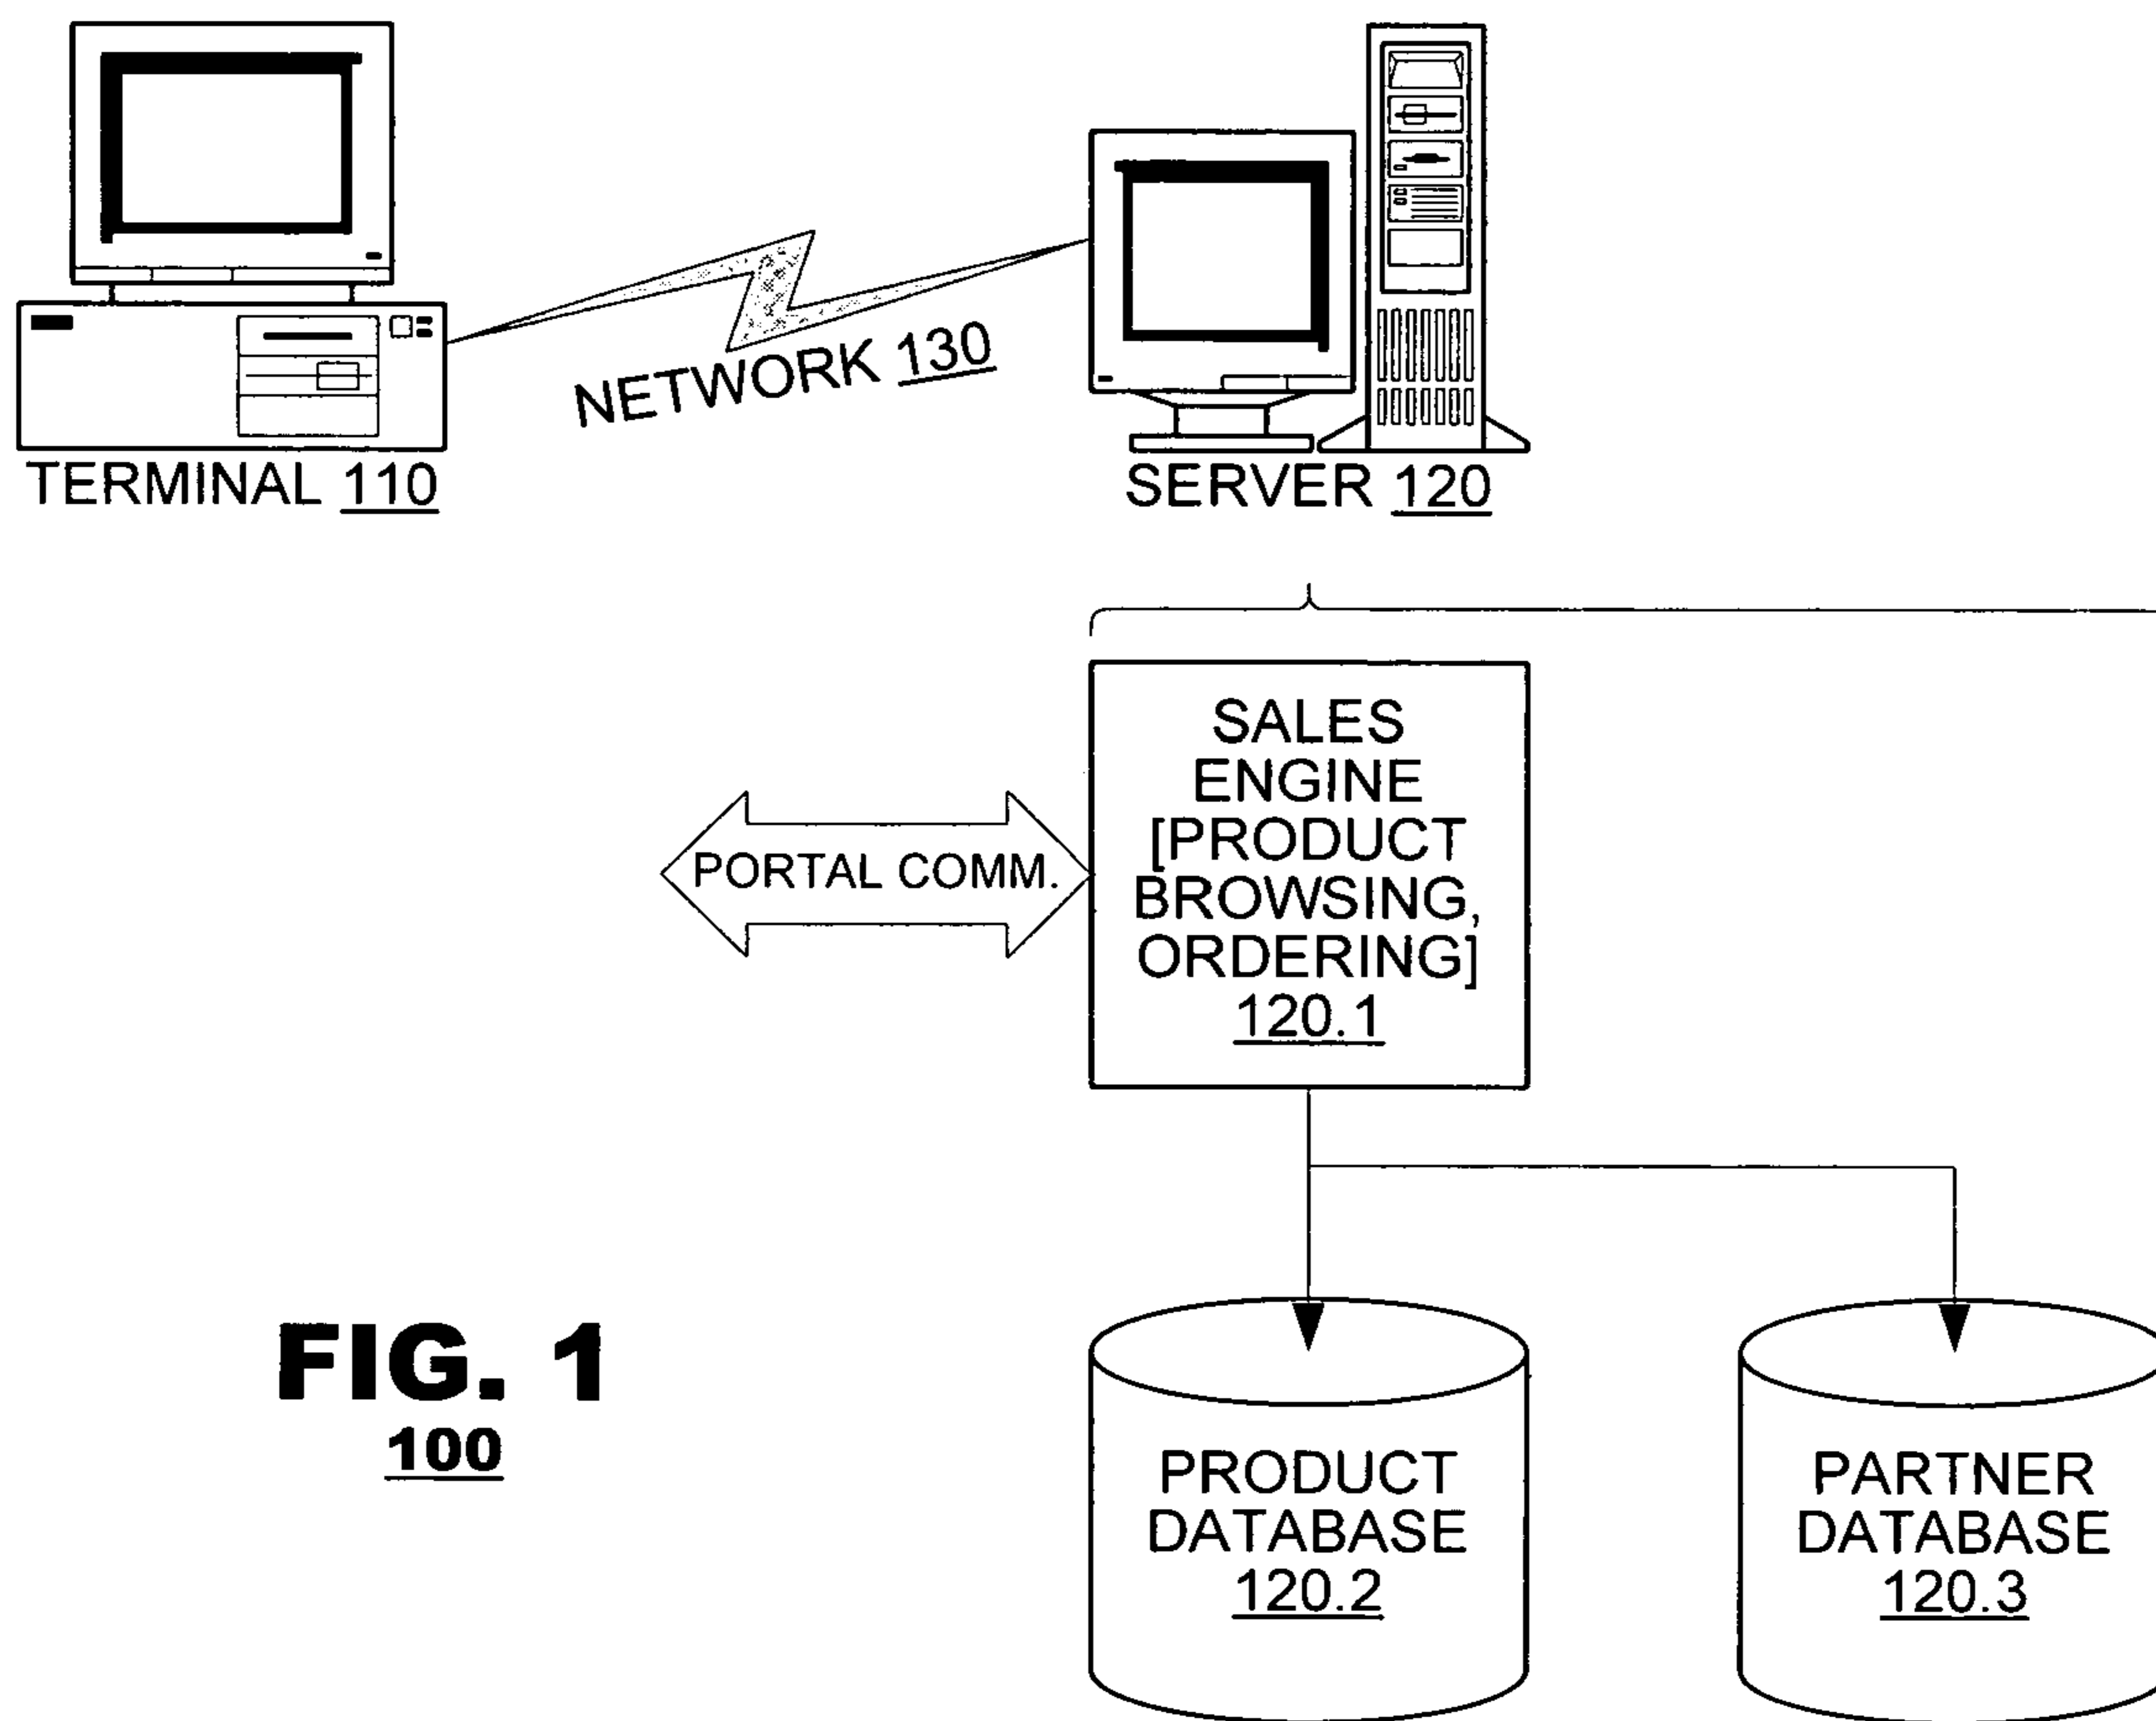 NETWORK 130
TERMINAL 110
SERVER 120
SALES
ENGINE
[PRODUCT
BROWSING,
ORDERING]
120.1
PORTAL COMM.
FIG. 1
100
PRODUCT
DATABASE
120.2
PARTNER
DATABASE
120.3